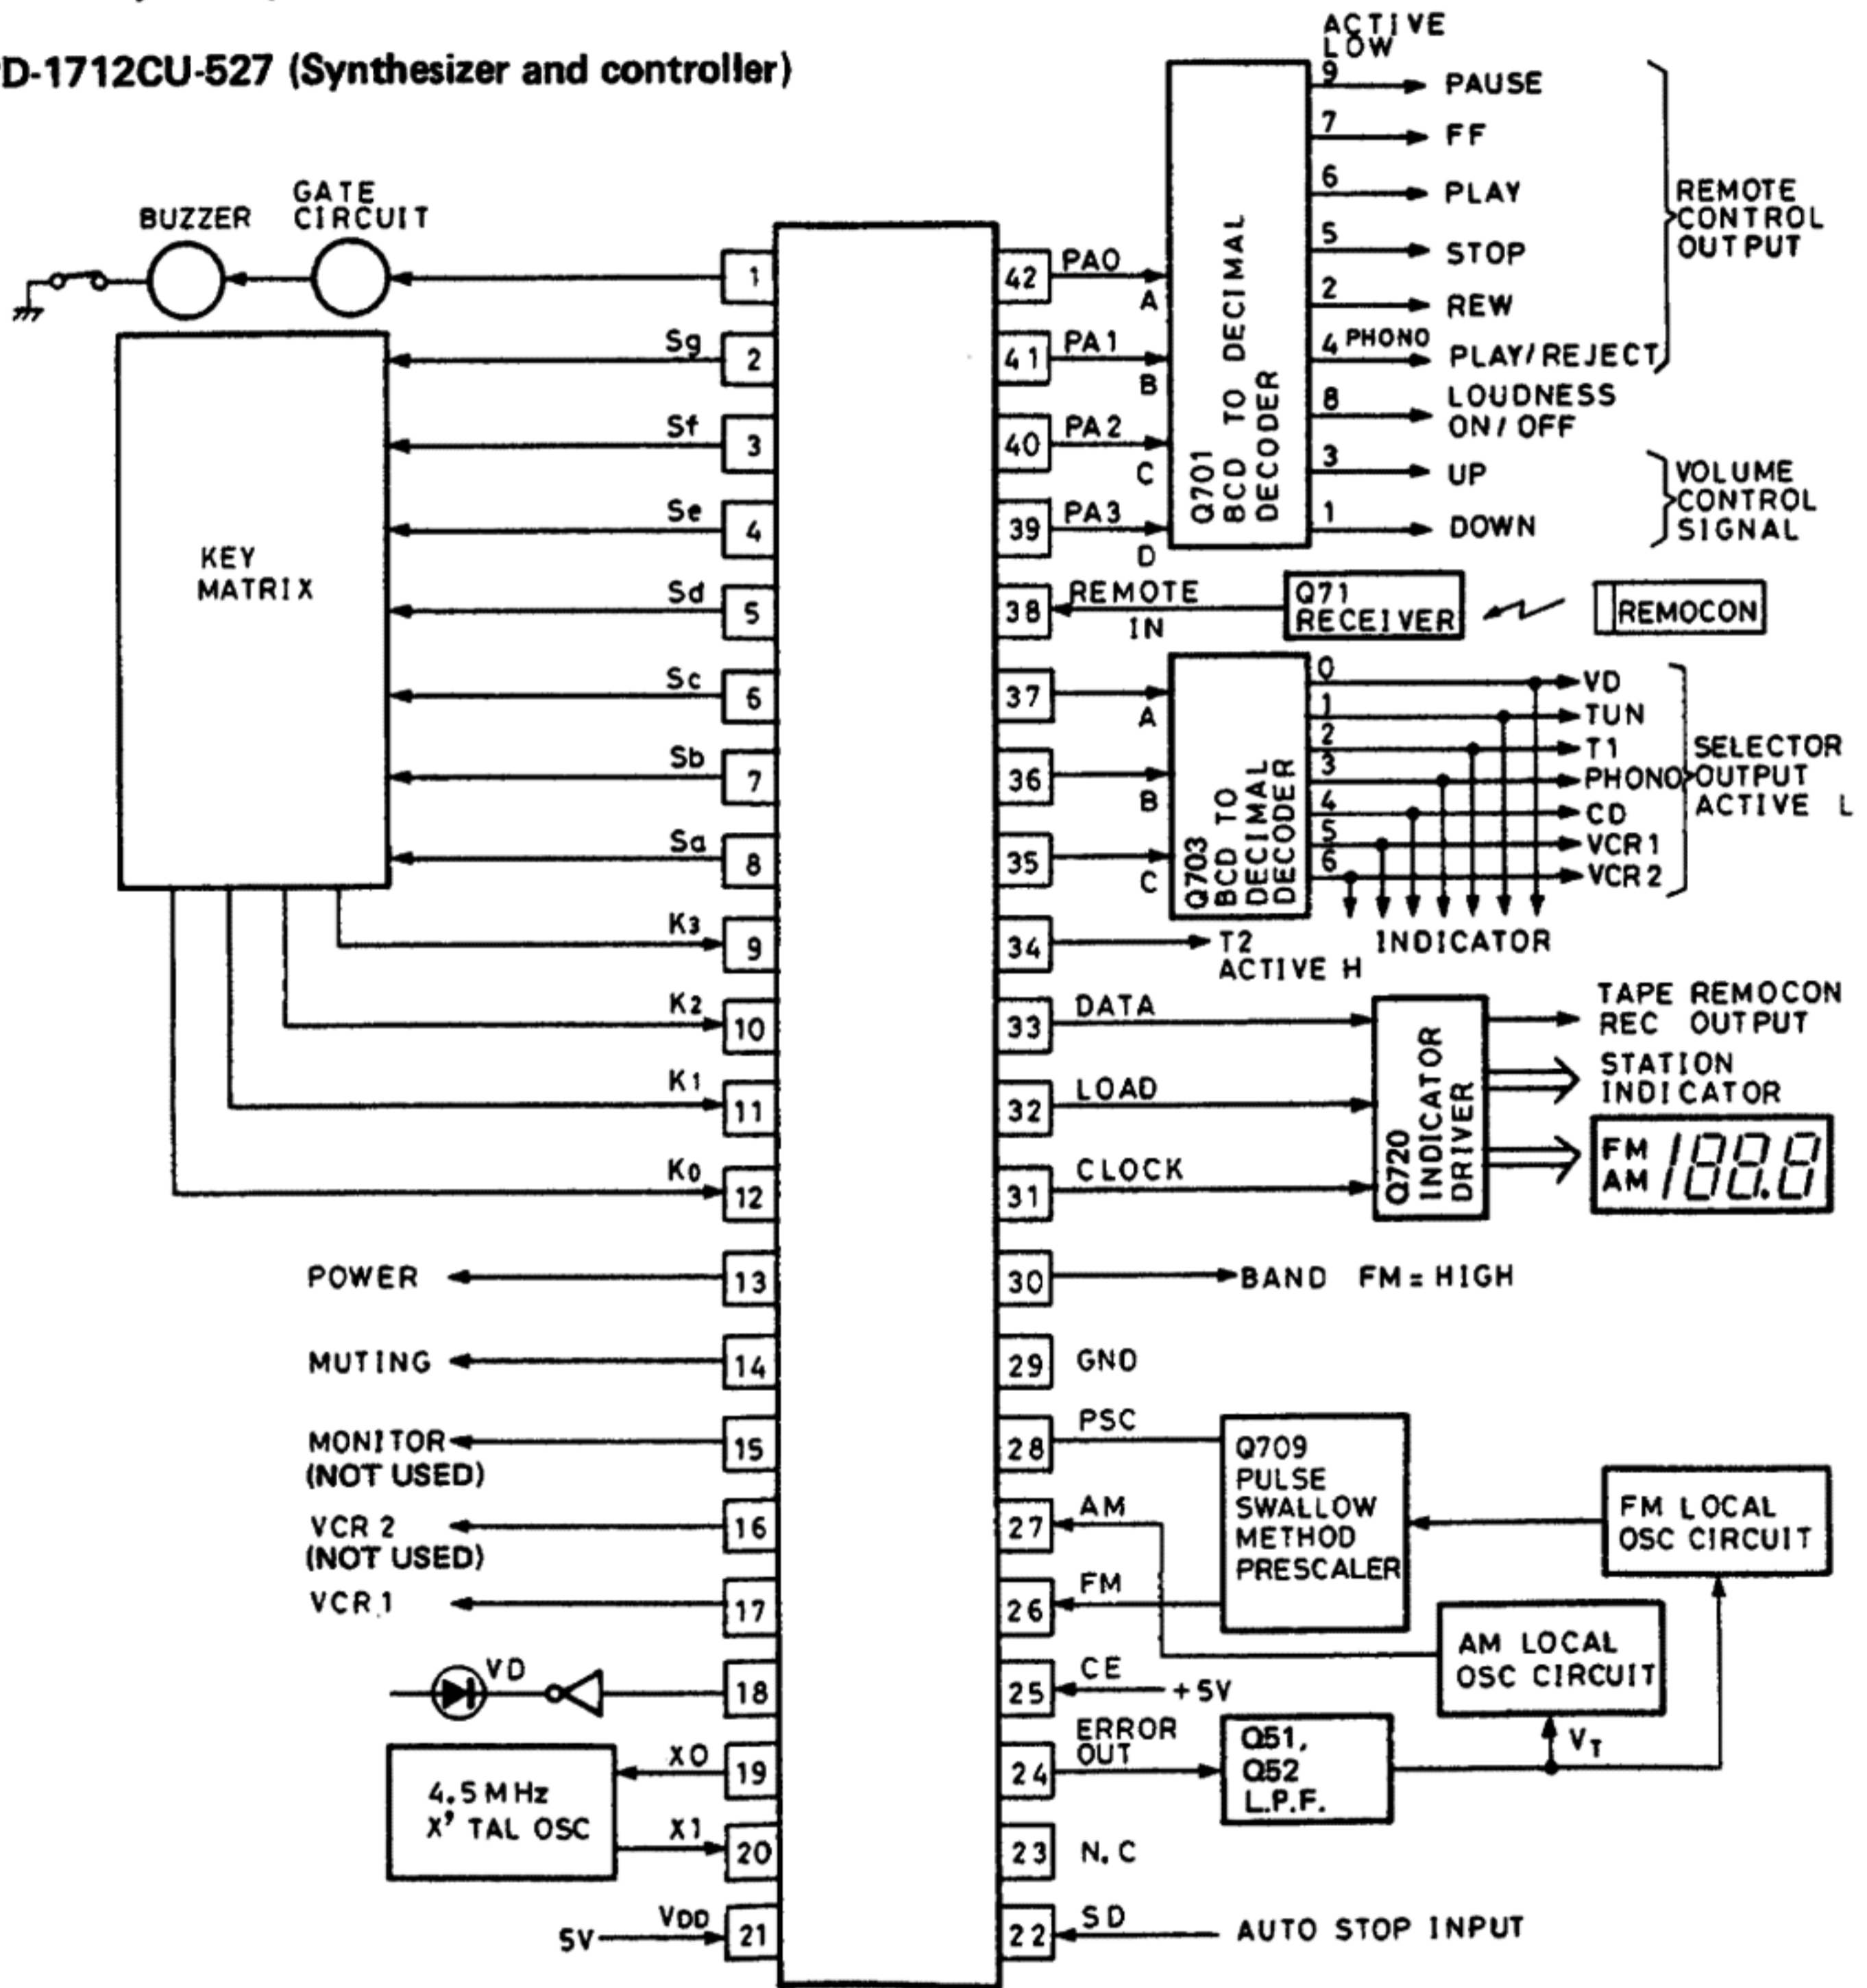 D-1712CU-527 (Synthesizer and controller)
BUZZER
GATE
CIRCUIT
KEY
MATRIX
1
Sg 2
Sf 3
Se 4
Sd 5
Sc 6
Sb 7
Sa 8
K3 9
K2 10
K1 11
K0 12
POWER 13
MUTING 14
MONITOR 15
(NOT USED)
VCR 2 16
(NOT USED)
VCR 1 17
VD 18
4.5 MHz
X' TAL OSC
XO 19
X1 20
5V VDD 21
42 PA0 A
41 PA1 B
40 PA2 C
39 PA3 D
Q701
BCD TO DECIMAL
DECODER
ACTIVE
LOW
9 PAUSE
7 FF
6 PLAY
5 STOP
2 REW
4 PHONO PLAY/REJECT
REMOTE
CONTROL
OUTPUT
8 LOUDNESS
ON/OFF
3 UP
1 DOWN
VOLUME
CONTROL
SIGNAL
38 REMOTE
IN
Q71
RECEIVER
REMOCON
37 A
36 B
35 C
Q703
BCD TO
DECIMAL
DECODER
0 VD
1 TUN
2 T1
3 PHONO
4 CD
5 VCR 1
6 VCR 2
SELECTOR
OUTPUT
ACTIVE L
INDICATOR
34 T2
ACTIVE H
33 DATA
32 LOAD
31 CLOCK
Q720
INDICATOR
DRIVER
TAPE REMOCON
REC OUTPUT
STATION
INDICATOR
FM
AM 188.8
30 BAND FM = HIGH
29 GND
28 PSC
27 AM
26 FM
Q709
PULSE
SWALLOW
METHOD
PRESCALER
FM LOCAL
OSC CIRCUIT
AM LOCAL
OSC CIRCUIT
25 CE +5V
24 ERROR
OUT
Q51,
Q52
L.P.F.
VT
23 N.C
22 SD AUTO STOP INPUT